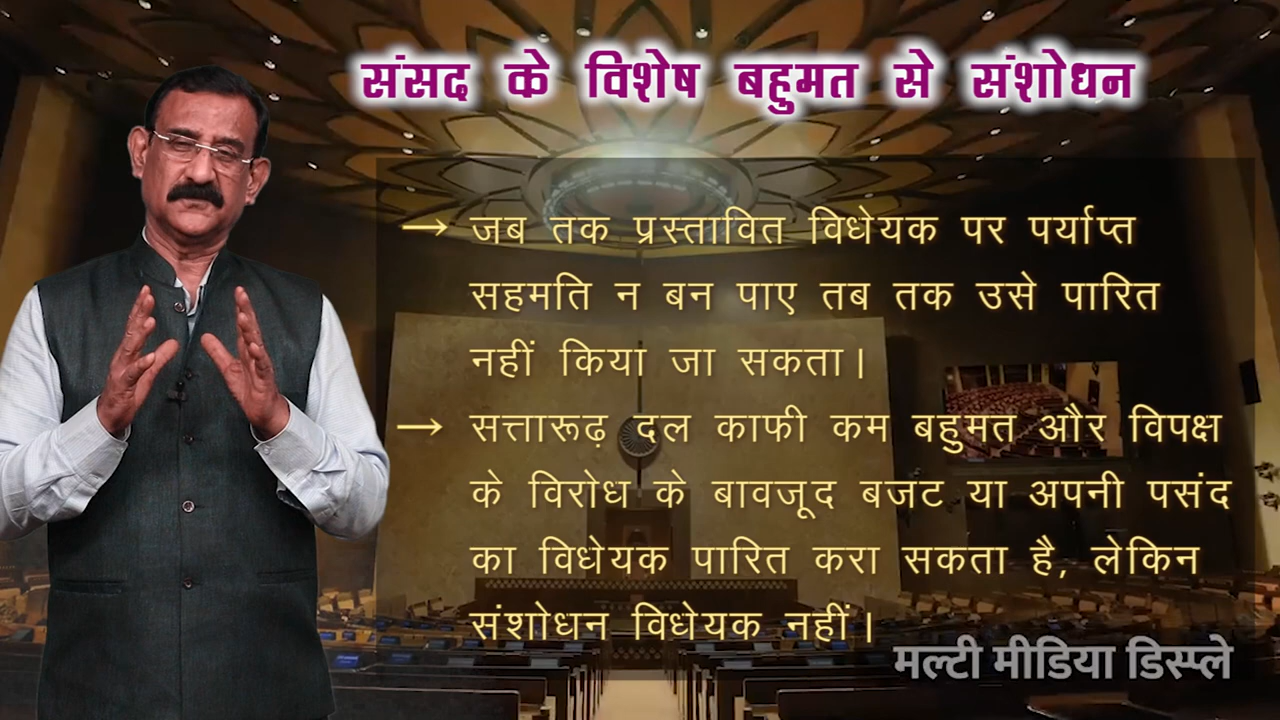 संसद के विशेष बहुमत से संशोधन
→ जब तक प्रस्तावित विधेयक पर पर्याप्त
सहमति न बन पाए तब तक उसे पारित
नहीं किया जा सकता।
→ सत्तारूढ़ दल काफी कम बहुमत और विपक्ष
के विरोध के बावजूद बजट या अपनी पसंद
का विधेयक पारित करा सकता है, लेकिन
संशोधन विधेयक नहीं।
मल्टी मीडिया डिस्प्ले